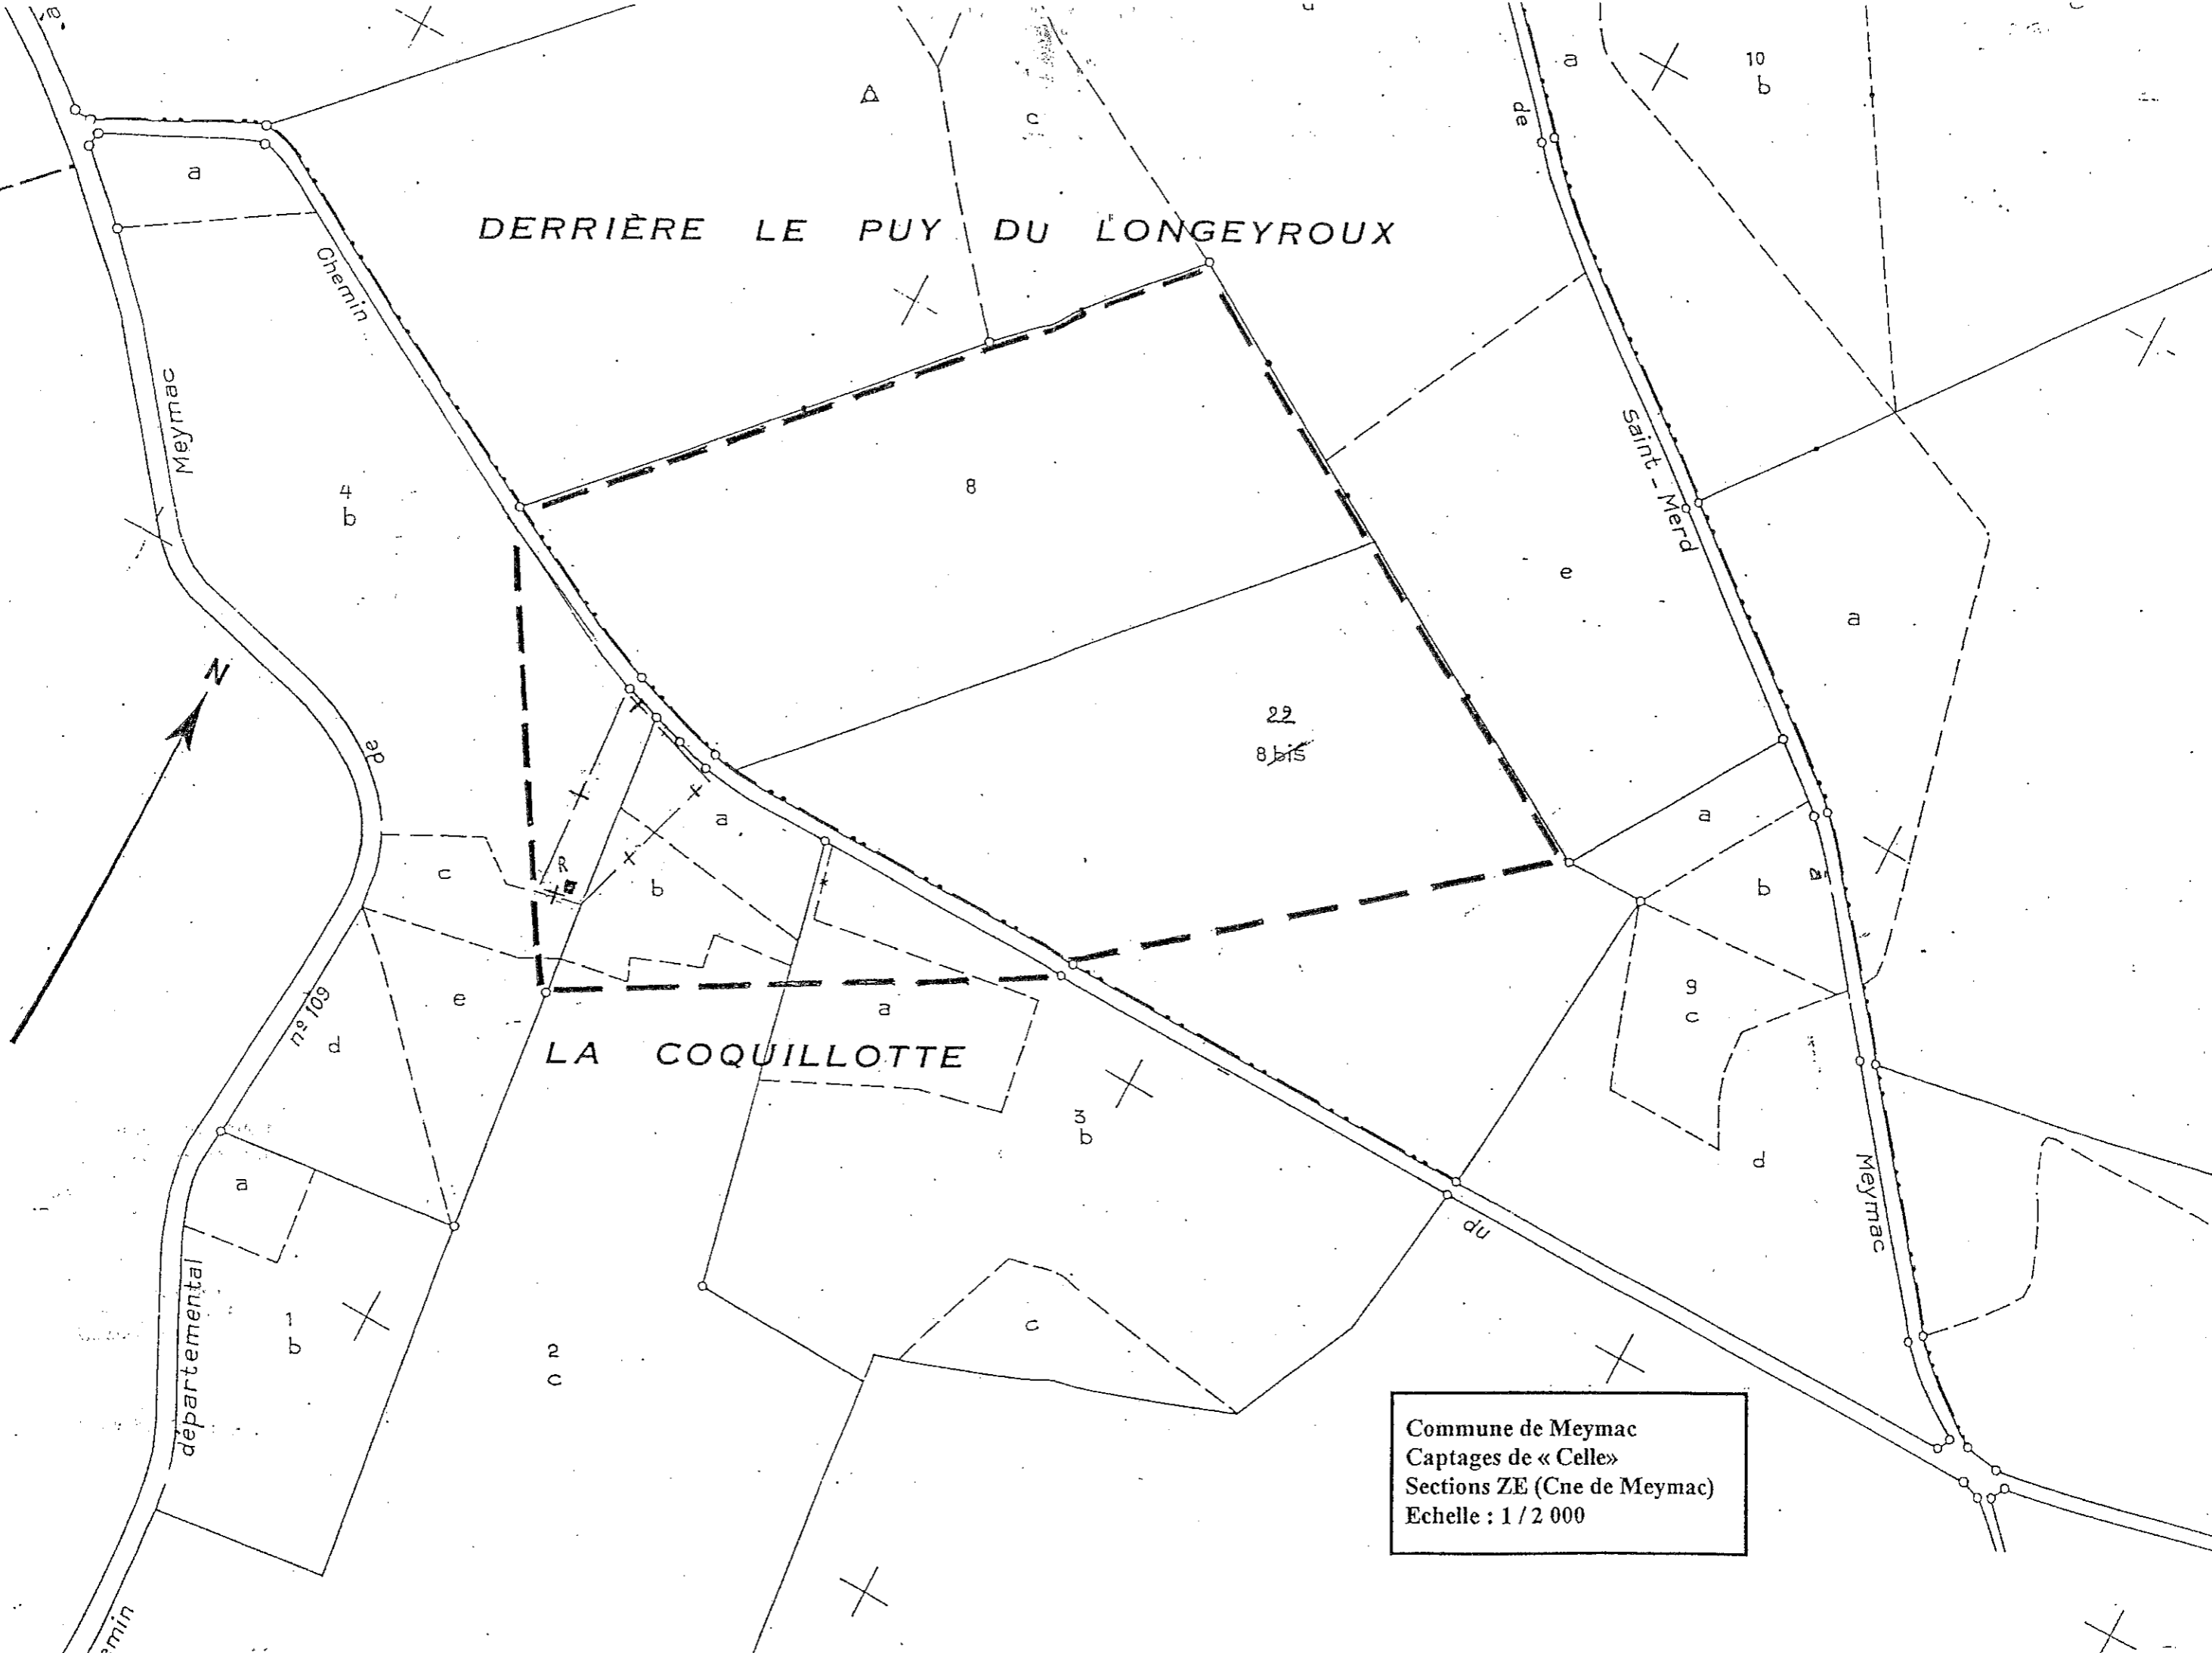 a
10
b
c
de
a
DERRIÈRE LE PUY DU LONGEYROUX
Chemin
Meymac
4
b
8
Saint - Merd
e
a
N
22
8 bis
de
a
a
R
c
b
b
à
e
a
9
c
nº 109
d
LA COQUILLOTTE
3
b
d
a
Meymac
du
départemental
1
b
c
2
c
Commune de Meymac
Captages de « Celle»
Sections ZE (Cne de Meymac)
Echelle : 1 / 2 000
emin